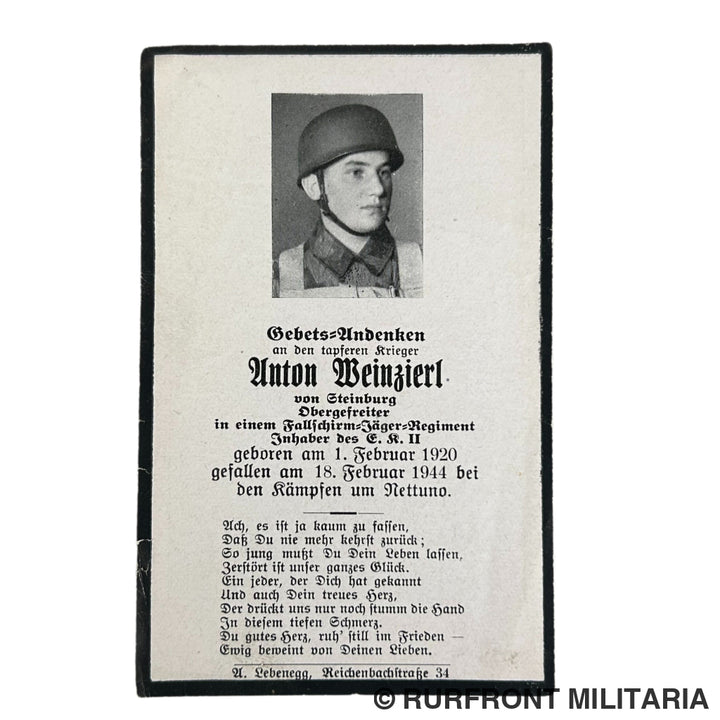 Gebets-Andenken
an den tapferen Krieger
Anton Weinzierl
von Steinburg
Obergefreiter
in einem Fallschirm-Jäger-Regiment
Inhaber des E. K. II
geboren am 1. Februar 1920
gefallen am 18. Februar 1944 bei
den Kämpfen um Nettuno.
Ach, es ist ja kaum zu fassen,
Daß Du nie mehr kehrst zurück;
So jung mußt Du Dein Leben lassen,
Zerstört ist unser ganzes Glück.
Ein jeder, der Dich hat gekannt
Und auch Dein treues Herz,
Der drückt uns nur noch stumm die Hand
In diesem tiefen Schmerz.
Du gutes Herz, ruh' still im Frieden —
Ewig beweint von Deinen Lieben.
A. Lebenegg, Reichenbachstraße 34
© RURFRONT MILITARIA